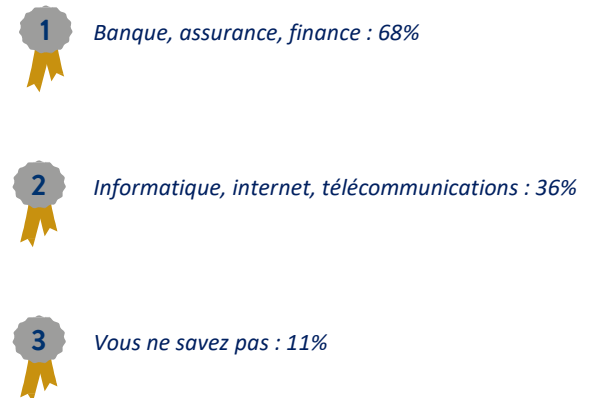 1 Banque, assurance, finance : 68%
2 Informatique, internet, télécommunications : 36%
3 Vous ne savez pas : 11%